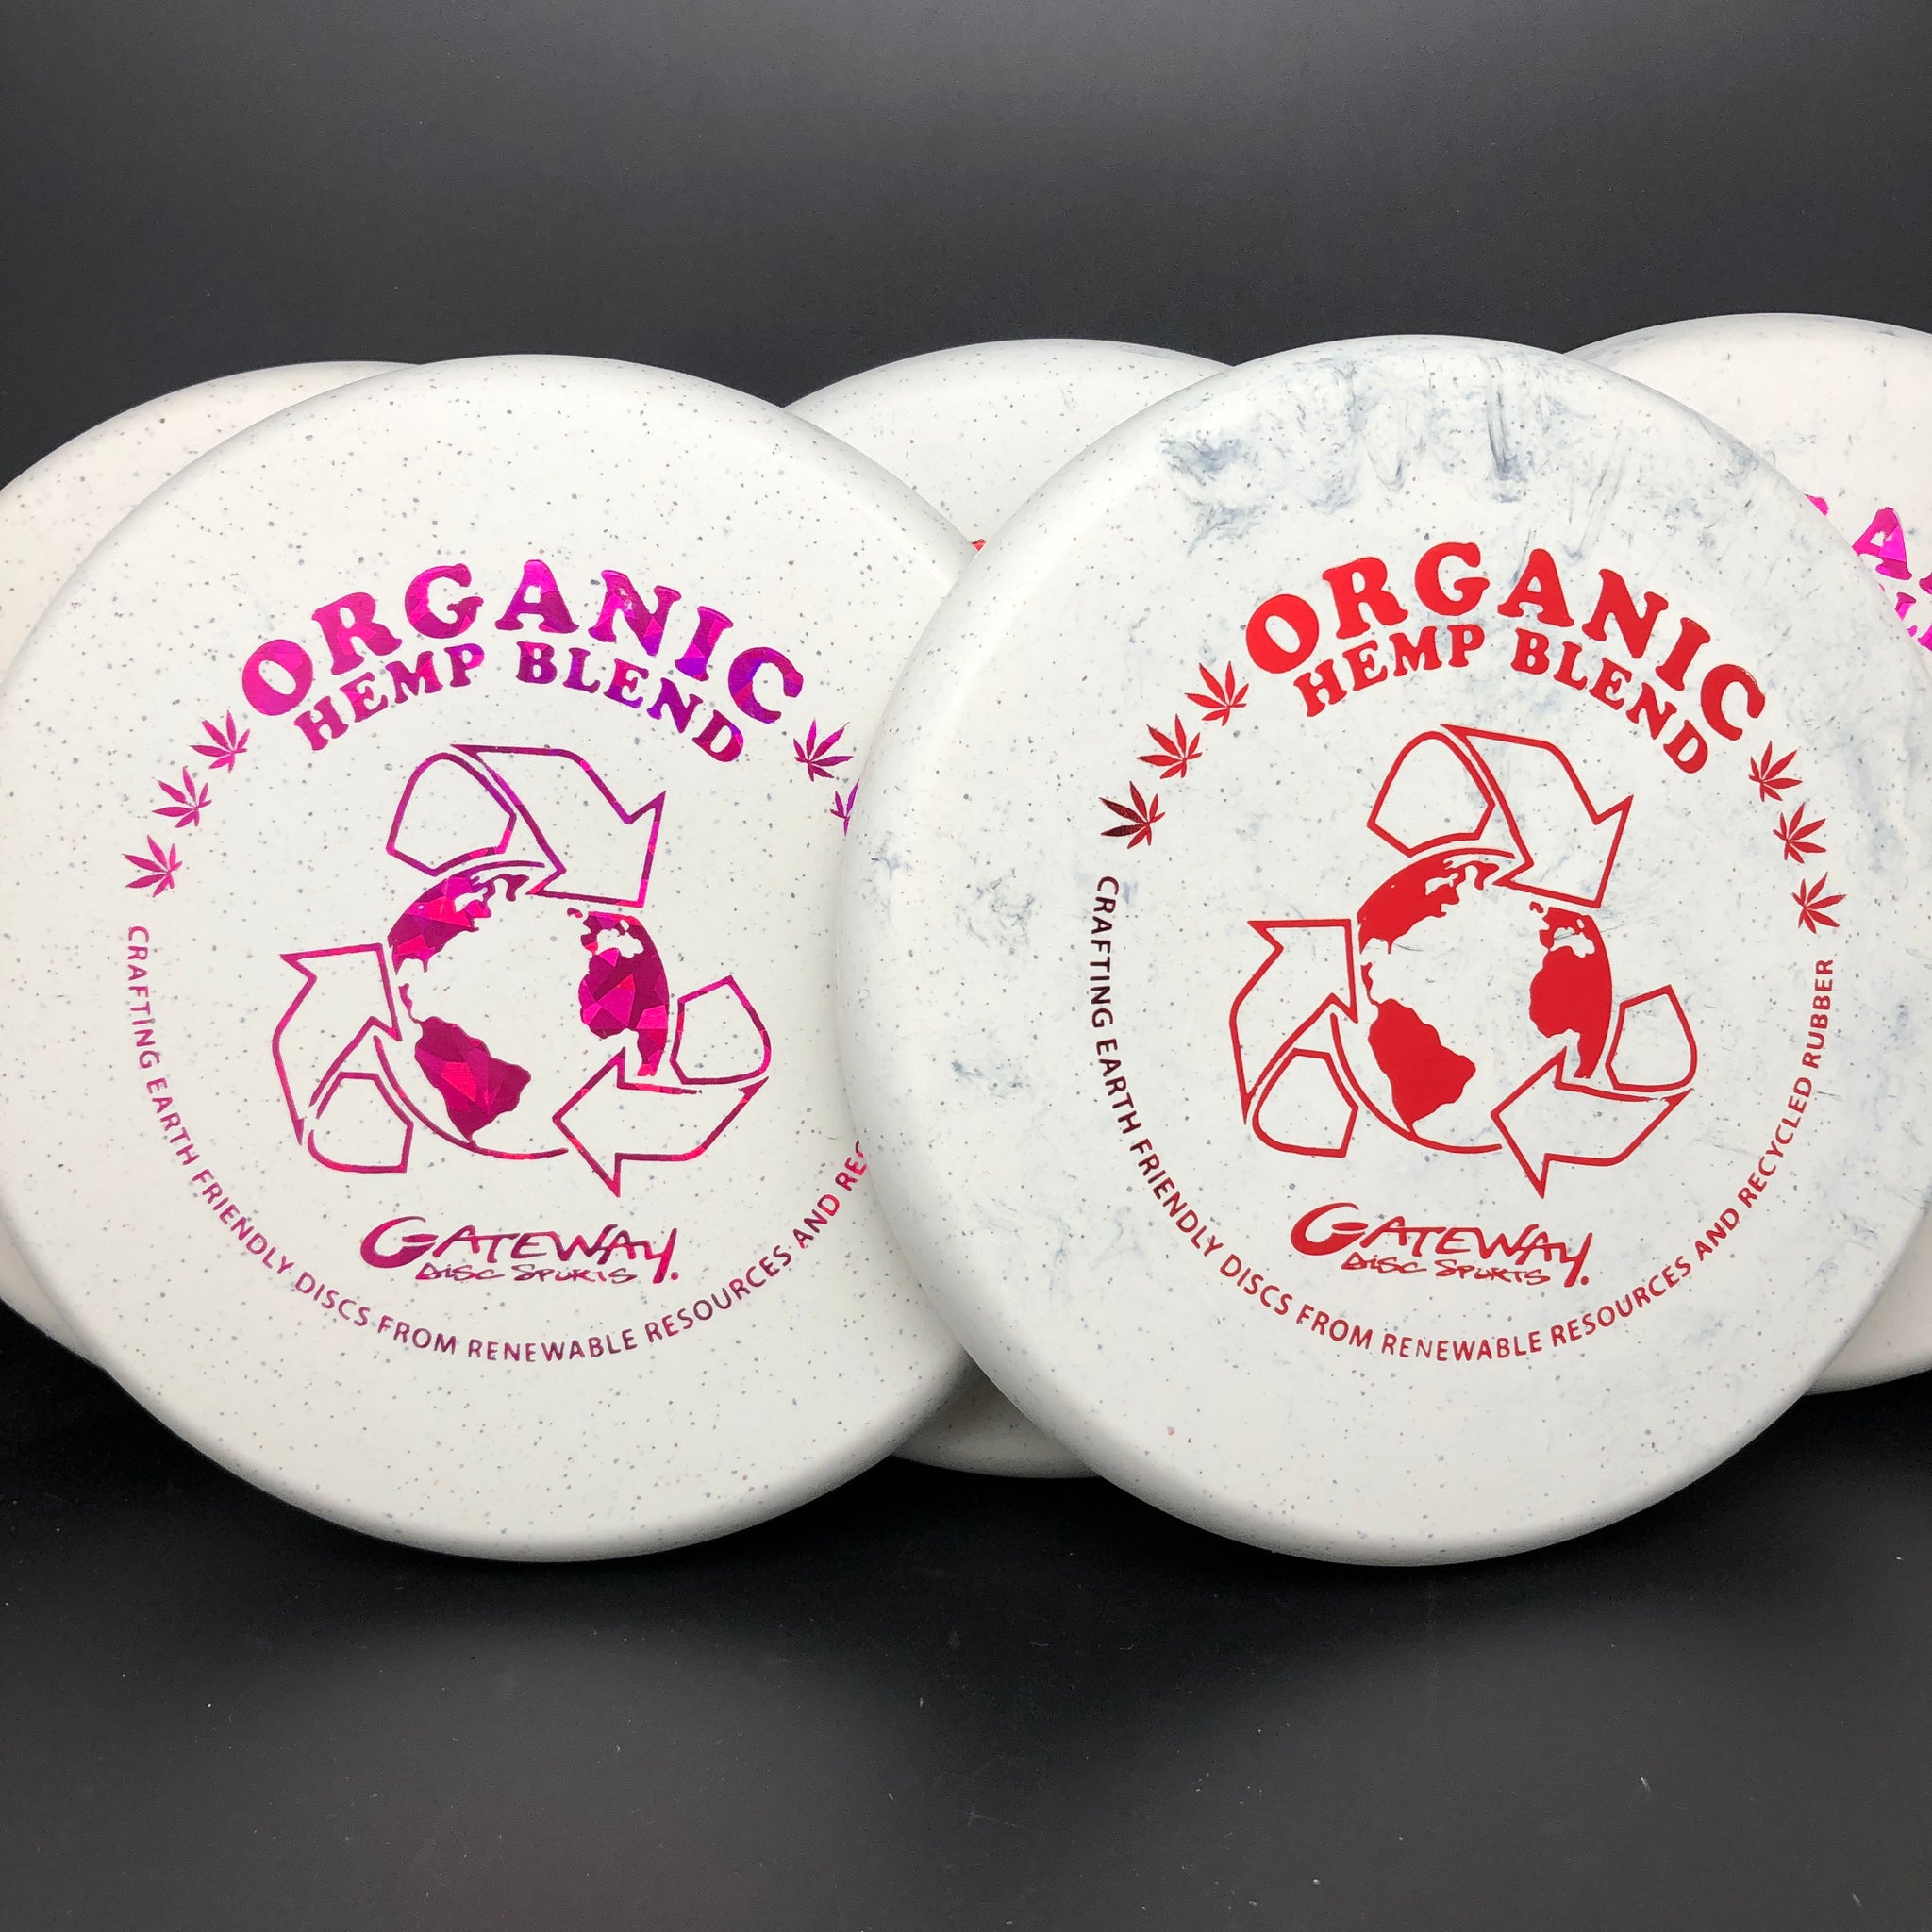 ORGANIC
HEMP BLEND
GATEWAY
DISC SPORTS
CRAFTING EARTH FRIENDLY DISCS FROM RENEWABLE RESOURCES AND REC
ORGANIC
HEMP BLEND
GATEWAY
DISC SPORTS
CRAFTING EARTH FRIENDLY DISCS FROM RENEWABLE RESOURCES AND RECYCLED RUBBER